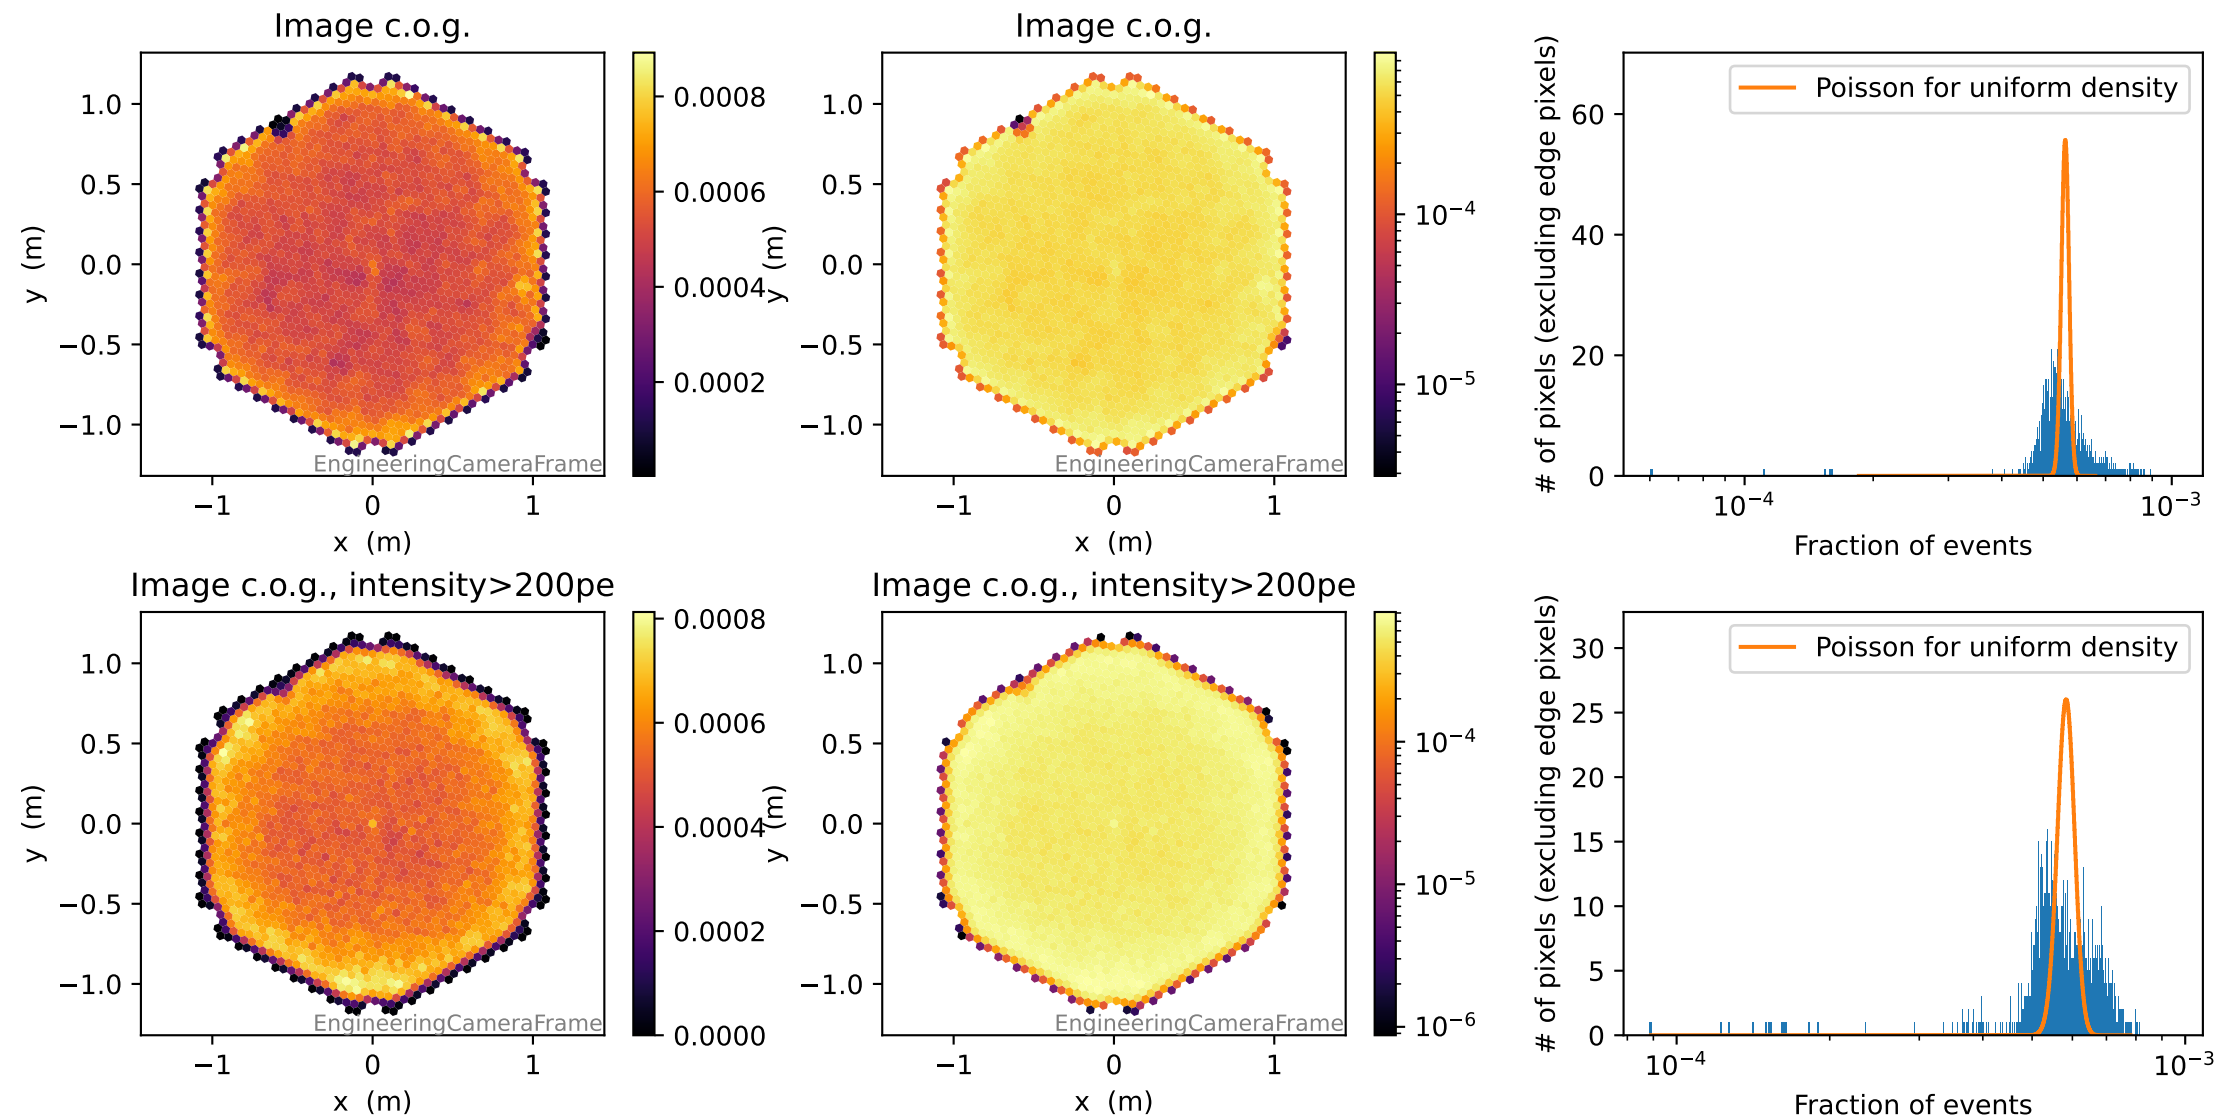 Image c.o.g.
1.0
0.5
0.0
−0.5
−1.0
y (m)
−1
0
1
x (m)
EngineeringCameraFrame
0.0008
0.0006
0.0004
0.0002
Image c.o.g.
1.0
0.5
0.0
−0.5
−1.0
y (m)
−1
0
1
x (m)
EngineeringCameraFrame
10−4
10−5
# of pixels (excluding edge pixels)
60
40
20
0
Poisson for uniform density
10−4
10−3
Fraction of events
Image c.o.g., intensity>200pe
1.0
0.5
0.0
−0.5
−1.0
y (m)
−1
0
1
x (m)
EngineeringCameraFrame
0.0008
0.0006
0.0004
0.0002
0.0000
Image c.o.g., intensity>200pe
1.0
0.5
0.0
−0.5
−1.0
y (m)
−1
0
1
x (m)
EngineeringCameraFrame
10−4
10−5
10−6
# of pixels (excluding edge pixels)
30
25
20
15
10
5
0
Poisson for uniform density
10−4
10−3
Fraction of events